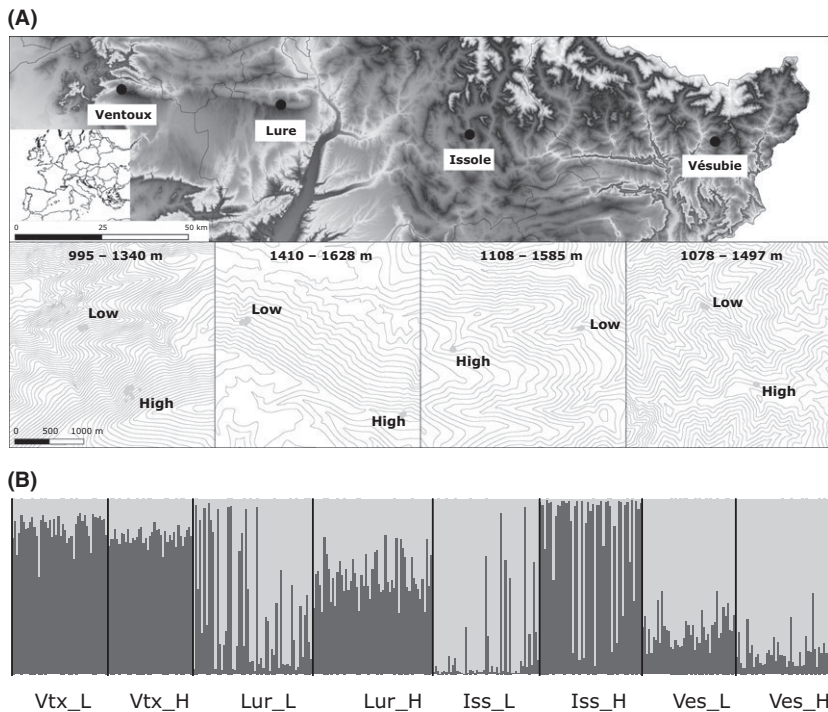 (A)
Ventoux
Lure
Issole
Vésubie
0 25 50 km
995 – 1340 m 1410 – 1628 m 1108 – 1585 m 1078 – 1497 m
Low Low Low Low
High High High High
0 500 1000 m
(B)
Vtx_L Vtx_H Lur_L Lur_H Iss_L Iss_H Ves_L Ves_H